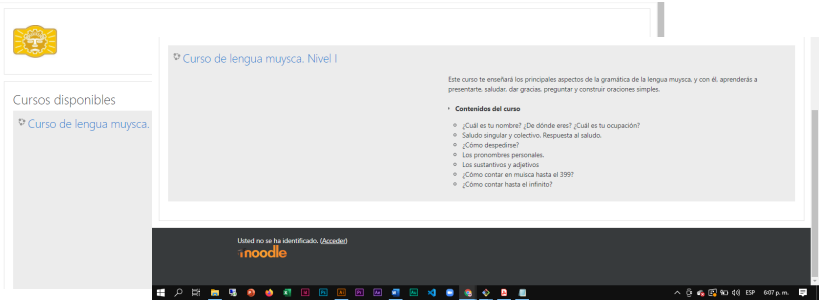 Cursos disponibles
Curso de lengua muysca.
Curso de lengua muysca. Nivel I
Este curso te enseñará los principales aspectos de la gramática de la lengua muysca, y con él, aprenderás a
presentarte, saludar, dar gracias, preguntar y construir oraciones simples.
Contenidos del curso
¿Cuál es tu nombre? ¿De dónde eres? ¿Cuál es tu ocupación?
Saludo singular y colectivo. Respuesta al saludo.
¿Cómo despedirse?
Los pronombres personales.
Los sustantivos y adjetivos
¿Cómo contar en muisca hasta el 399?
¿Cómo contar hasta el infinito?
Usted no se ha identificado. (Acceder)
moodle
ESP 6:07 p. m.